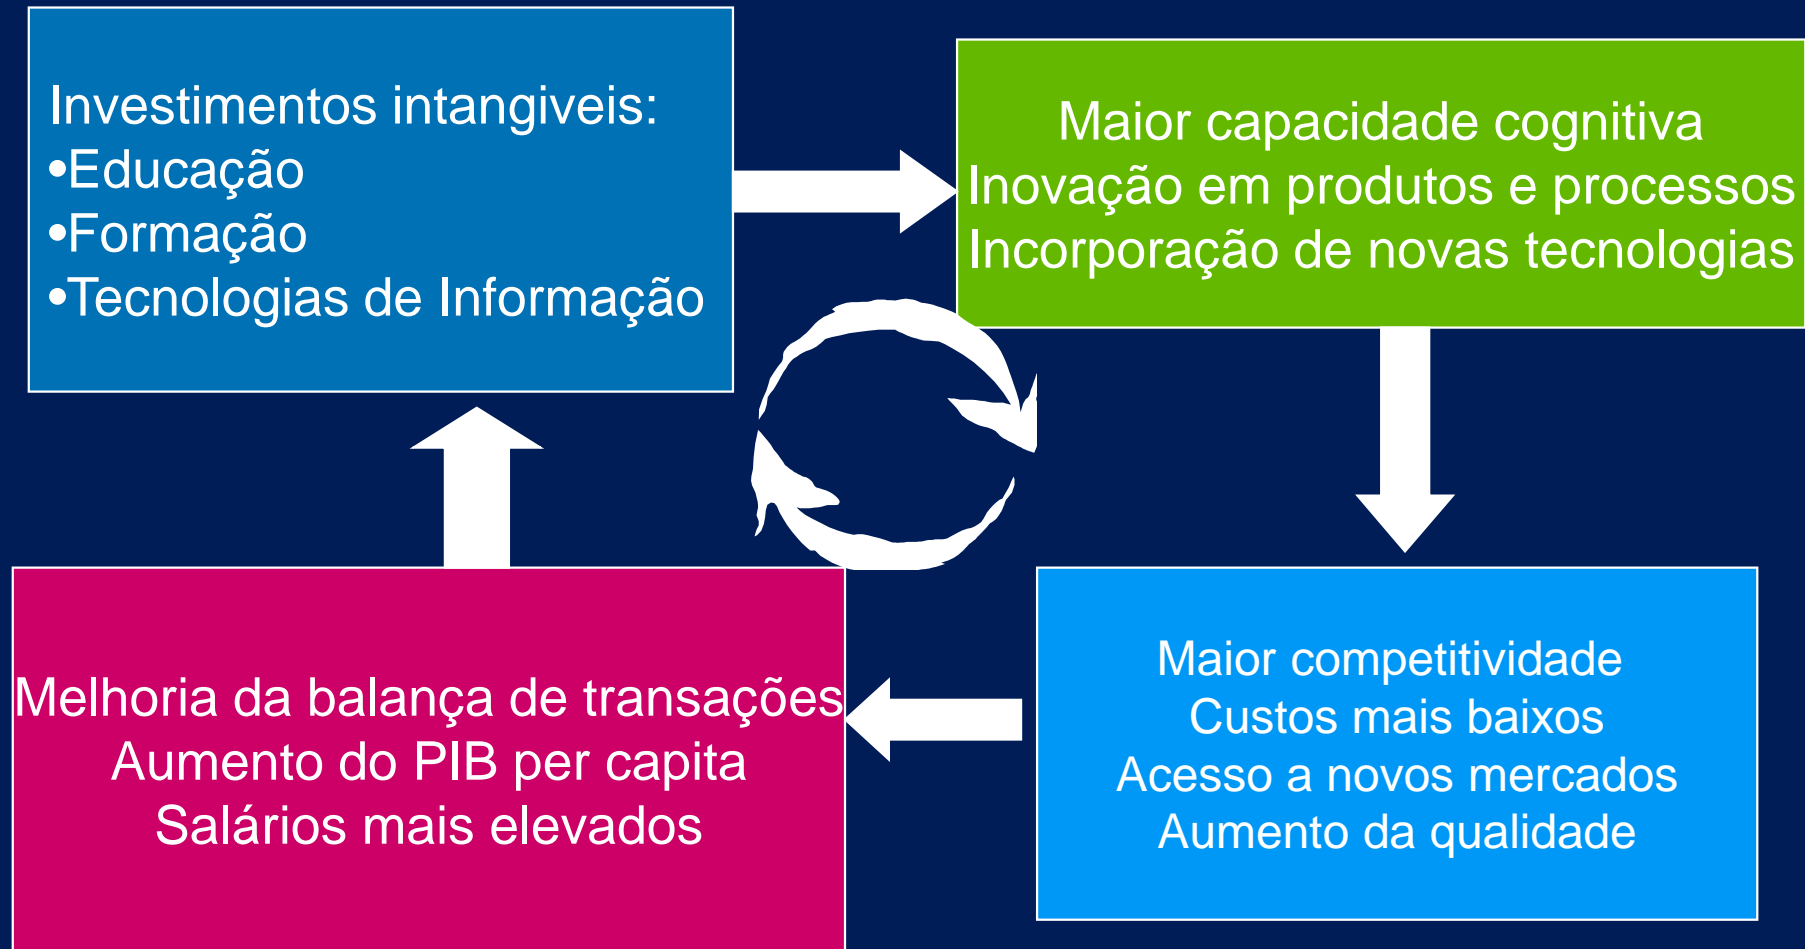 Investimentos intangiveis:
•Educação
•Formação
•Tecnologias de Informação
Maior capacidade cognitiva
Inovação em produtos e processos
Incorporação de novas tecnologias
Maior competitividade
Custos mais baixos
Acesso a novos mercados
Aumento da qualidade
Melhoria da balança de transações
Aumento do PIB per capita
Salários mais elevados